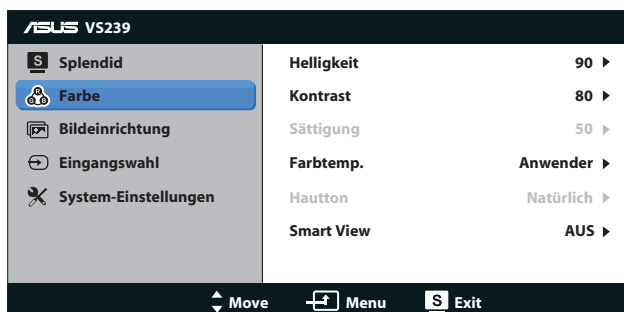 ASUS VS239
S Splendid
R G B Farbe
Bildeinrichtung
Eingangswahl
System-Einstellungen
Helligkeit 90
Kontrast 80
Sättigung 50
Farbtemp. Anwender
Hautton Natürlich
Smart View AUS
Move Menu S Exit